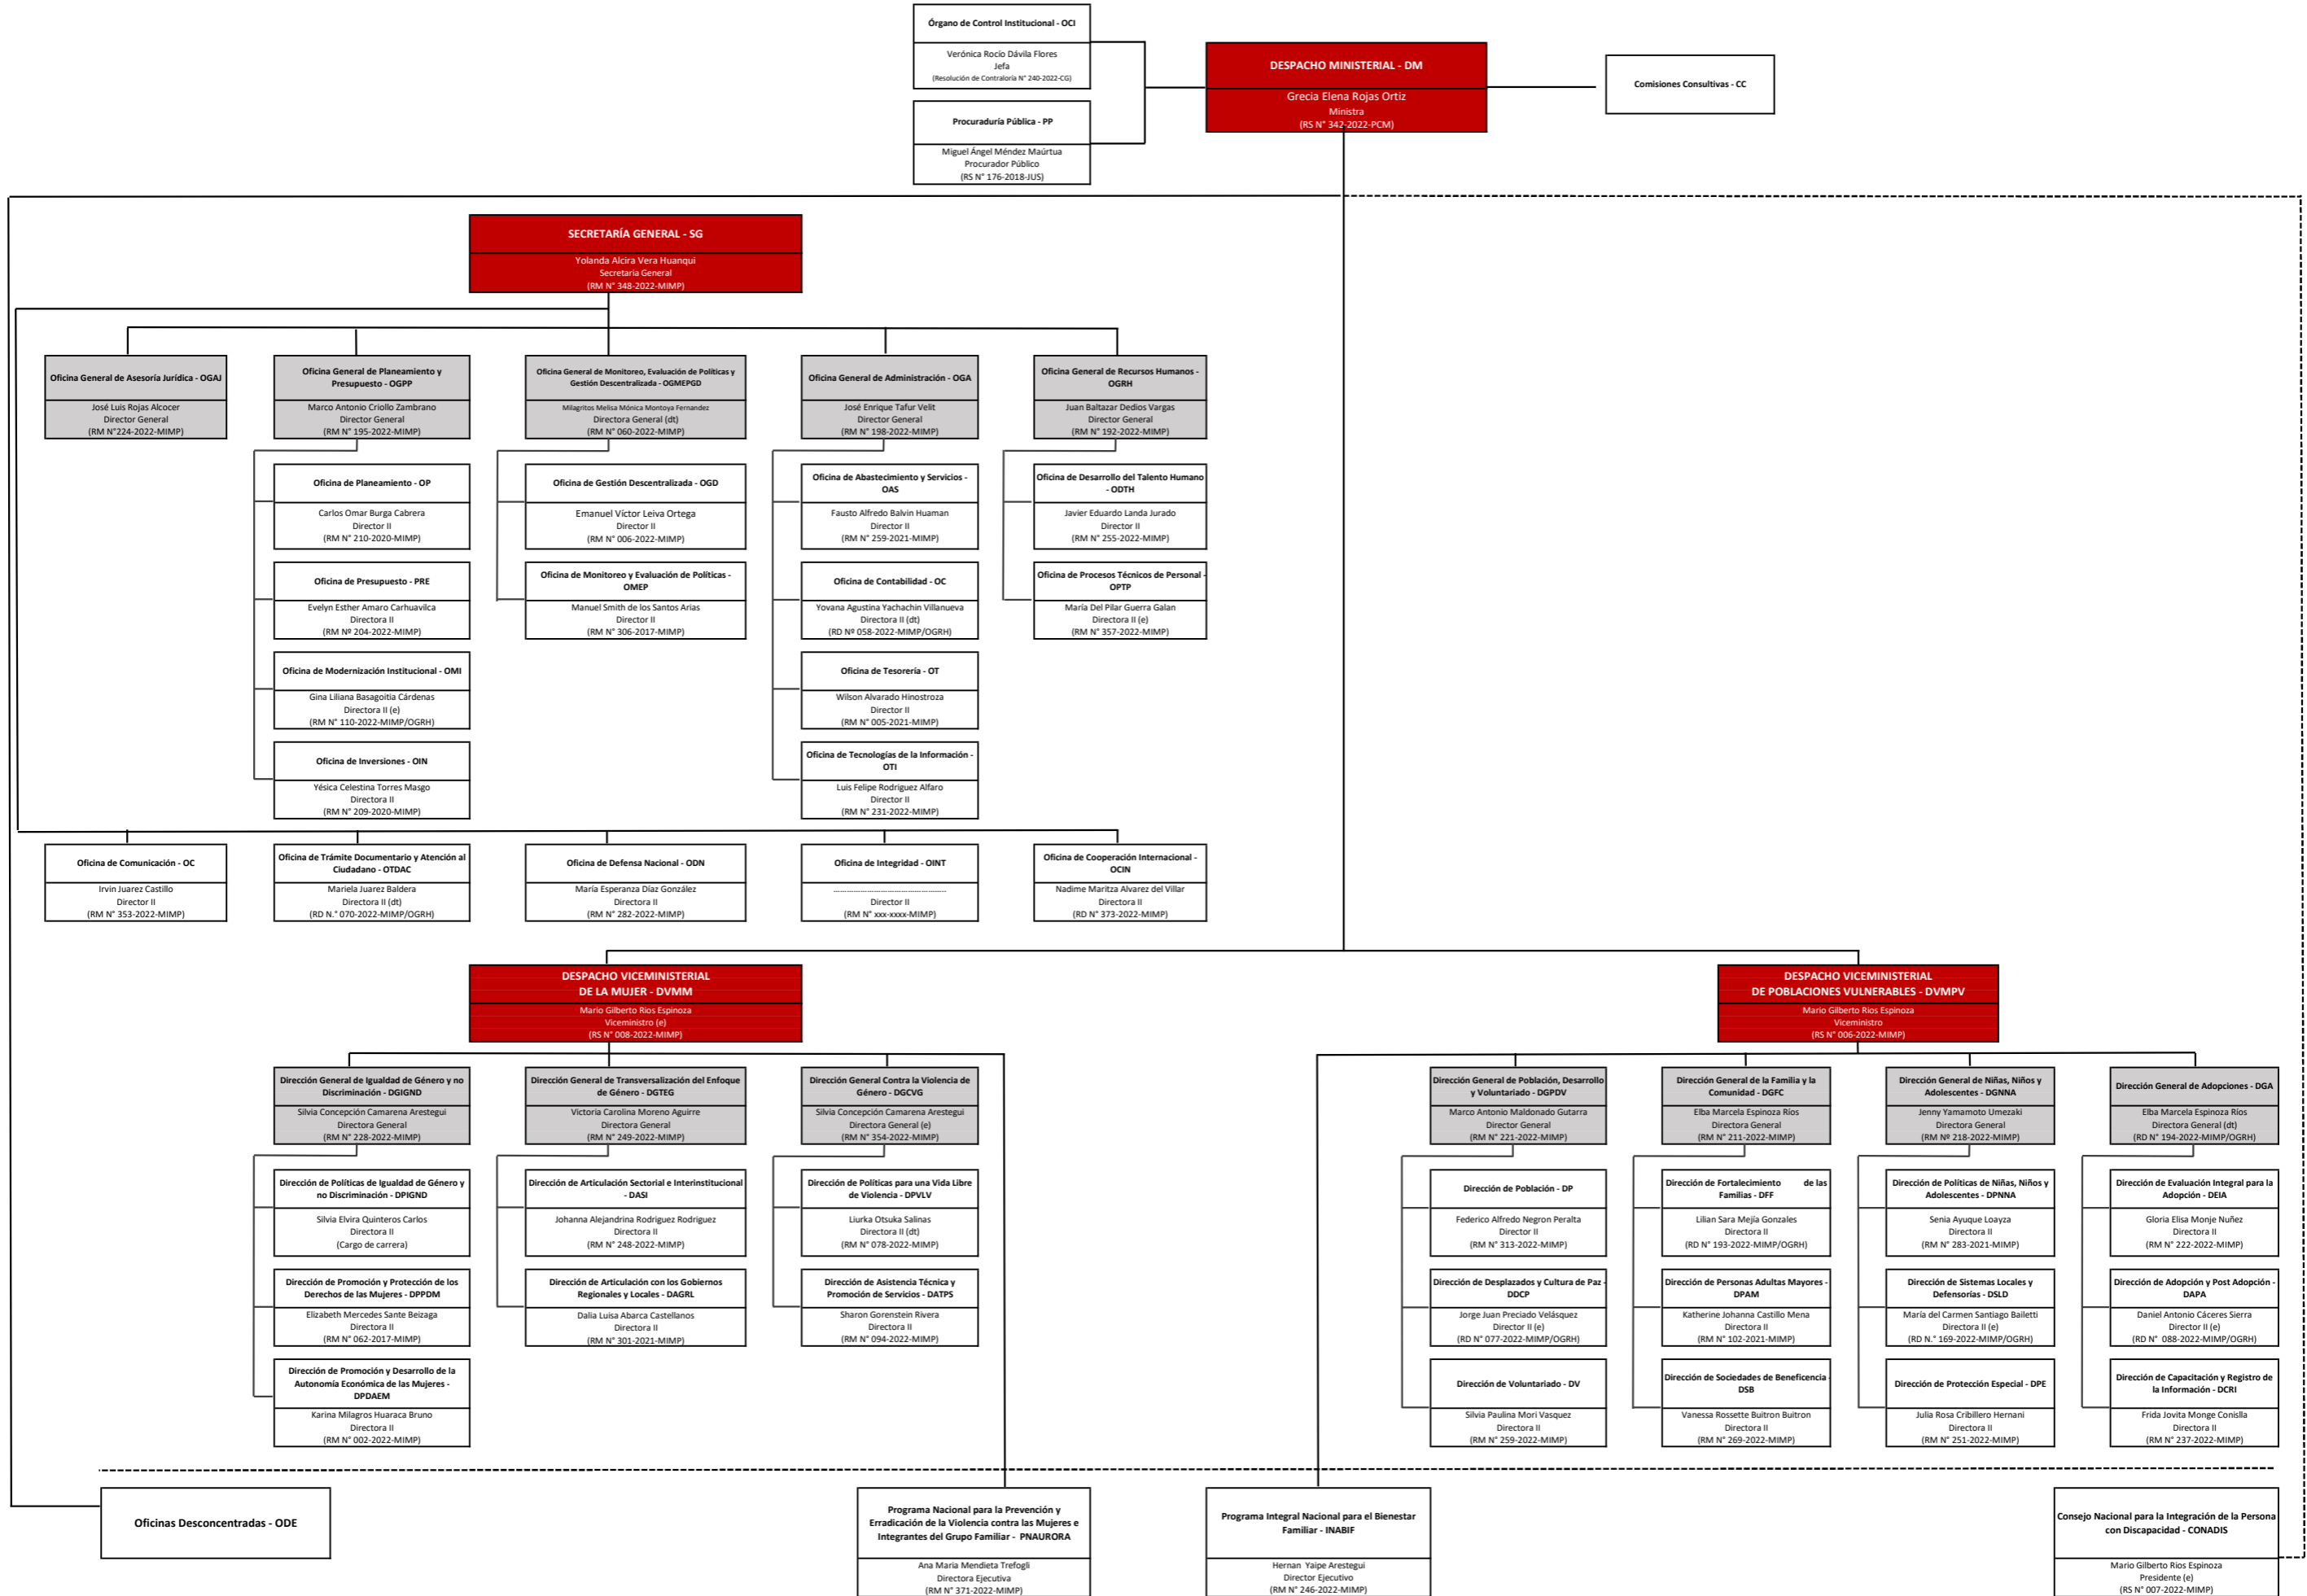 Órgano de Control Institucional - OCI
Verónica Rocío Dávila Flores
Jefa
(Resolución de Contraloría N° 240-2022-CG)
DESPACHO MINISTERIAL - DM
Grecia Elena Rojas Ortiz
Ministra
(RS N° 342-2022-PCM)
Comisiones Consultivas - CC
Procuraduría Pública - PP
Miguel Ángel Méndez Maúrtua
Procurador Público
(RS N° 176-2018-JUS)
SECRETARÍA GENERAL - SG
Yolanda Alcira Vera Huanqui
Secretaria General
(RM N° 348-2022-MIMP)
Oficina General de Asesoría Jurídica - OGAJ
José Luis Rojas Alcocer
Director General
(RM N°224-2022-MIMP)
Oficina General de Planeamiento y
Presupuesto - OGPP
Marco Antonio Criollo Zambrano
Director General
(RM N° 195-2022-MIMP)
Oficina General de Monitoreo, Evaluación de Políticas y
Gestión Descentralizada - OGMEPGD
Milagritos Melisa Mónica Montoya Fernandez
Directora General (dt)
(RM N° 060-2022-MIMP)
Oficina General de Administración - OGA
José Enrique Tafur Velit
Director General
(RM N° 198-2022-MIMP)
Oficina General de Recursos Humanos -
OGRH
Juan Baltazar Dedios Vargas
Director General
(RM N° 192-2022-MIMP)
Oficina de Planeamiento - OP
Carlos Omar Burga Cabrera
Director II
(RM N° 210-2020-MIMP)
Oficina de Gestión Descentralizada - OGD
Emanuel Víctor Leiva Ortega
Director II
(RM N° 006-2022-MIMP)
Oficina de Abastecimiento y Servicios -
OAS
Fausto Alfredo Balvin Huaman
Director II
(RM N° 259-2021-MIMP)
Oficina de Desarrollo del Talento Humano
- ODTH
Javier Eduardo Landa Jurado
Director II
(RM N° 255-2022-MIMP)
Oficina de Presupuesto - PRE
Evelyn Esther Amaro Carhuavilca
Directora II
(RM Nº 204-2022-MIMP)
Oficina de Monitoreo y Evaluación de Políticas -
OMEP
Manuel Smith de los Santos Arias
Director II
(RM N° 306-2017-MIMP)
Oficina de Contabilidad - OC
Yovana Agustina Yachachin Villanueva
Directora II (dt)
(RD Nº 058-2022-MIMP/OGRH)
Oficina de Procesos Técnicos de Personal -
OPTP
María Del Pilar Guerra Galan
Directora II (e)
(RM N° 357-2022-MIMP)
Oficina de Modernización Institucional - OMI
Gina Liliana Basagoitia Cárdenas
Directora II (e)
(RM N° 110-2022-MIMP/OGRH)
Oficina de Tesorería - OT
Wilson Alvarado Hinostroza
Director II
(RM N° 005-2021-MIMP)
Oficina de Inversiones - OIN
Yésica Celestina Torres Masgo
Directora II
(RM N° 209-2020-MIMP)
Oficina de Tecnologías de la Información -
OTI
Luis Felipe Rodriguez Alfaro
Director II
(RM N° 231-2022-MIMP)
Oficina de Comunicación - OC
Irvin Juarez Castillo
Director II
(RM N° 353-2022-MIMP)
Oficina de Trámite Documentario y Atención al
Ciudadano - OTDAC
Mariela Juarez Baldera
Directora II (dt)
(RD N.° 070-2022-MIMP/OGRH)
Oficina de Defensa Nacional - ODN
María Esperanza Díaz González
Directora II
(RM N° 282-2022-MIMP)
Oficina de Integridad - OINT
................................................
Director II
(RM N° xxx-xxxx-MIMP)
Oficina de Cooperación Internacional -
OCIN
Nadime Maritza Alvarez del Villar
Directora II
(RD N° 373-2022-MIMP)
DESPACHO VICEMINISTERIAL
DE LA MUJER - DVMM
Mario Gilberto Rios Espinoza
Viceministro (e)
(RS N° 008-2022-MIMP)
DESPACHO VICEMINISTERIAL
DE POBLACIONES VULNERABLES - DVMPV
Mario Gilberto Rios Espinoza
Viceministro
(RS N° 006-2022-MIMP)
Dirección General de Igualdad de Género y no
Discriminación - DGIGND
Silvia Concepción Camarena Arestegui
Directora General
(RM N° 228-2022-MIMP)
Dirección General de Transversalización del Enfoque
de Género - DGTEG
Victoria Carolina Moreno Aguirre
Directora General
(RM N° 249-2022-MIMP)
Dirección General Contra la Violencia de
Género - DGCVG
Silvia Concepción Camarena Arestegui
Directora General (e)
(RM N° 354-2022-MIMP)
Dirección General de Población, Desarrollo
y Voluntariado - DGPDV
Marco Antonio Maldonado Gutarra
Director General
(RM N° 221-2022-MIMP)
Dirección General de la Familia y la
Comunidad - DGFC
Elba Marcela Espinoza Ríos
Directora General
(RM N° 211-2022-MIMP)
Dirección General de Niñas, Niños y
Adolescentes - DGNNA
Jenny Yamamoto Umezaki
Directora General
(RM Nº 218-2022-MIMP)
Dirección General de Adopciones - DGA
Elba Marcela Espinoza Ríos
Directora General (dt)
(RD N° 194-2022-MIMP/OGRH)
Dirección de Políticas de Igualdad de Género y
no Discriminación - DPIGND
Silvia Elvira Quinteros Carlos
Directora II
(Cargo de carrera)
Dirección de Articulación Sectorial e Interinstitucional
- DASI
Johanna Alejandrina Rodriguez Rodriguez
Directora II
(RM N° 248-2022-MIMP)
Dirección de Políticas para una Vida Libre
de Violencia - DPVLV
Liurka Otsuka Salinas
Directora II (dt)
(RM N° 078-2022-MIMP)
Dirección de Población - DP
Federico Alfredo Negron Peralta
Director II
(RM N° 313-2022-MIMP)
Dirección de Fortalecimiento de las
Familias - DFF
Lilian Sara Mejía Gonzales
Directora II
(RD N° 193-2022-MIMP/OGRH)
Dirección de Políticas de Niñas, Niños y
Adolescentes - DPNNA
Senia Ayuque Loayza
Directora II
(RM N° 283-2021-MIMP)
Dirección de Evaluación Integral para la
Adopción - DEIA
Gloria Elisa Monje Nuñez
Directora II
(RM N° 222-2022-MIMP)
Dirección de Promoción y Protección de los
Derechos de las Mujeres - DPPDM
Elizabeth Mercedes Sante Beizaga
Directora II
(RM N° 062-2017-MIMP)
Dirección de Articulación con los Gobiernos
Regionales y Locales - DAGRL
Dalia Luisa Abarca Castellanos
Directora II
(RM N° 301-2021-MIMP)
Dirección de Asistencia Técnica y
Promoción de Servicios - DATPS
Sharon Gorenstein Rivera
Directora II
(RM N° 094-2022-MIMP)
Dirección de Desplazados y Cultura de Paz -
DDCP
Jorge Juan Preciado Velásquez
Director II (e)
(RD N° 077-2022-MIMP/OGRH)
Dirección de Personas Adultas Mayores -
DPAM
Katherine Johanna Castillo Mena
Directora II
(RM N° 102-2021-MIMP)
Dirección de Sistemas Locales y
Defensorías - DSLD
María del Carmen Santiago Bailetti
Directora II (e)
(RD N.° 169-2022-MIMP/OGRH)
Dirección de Adopción y Post Adopción -
DAPA
Daniel Antonio Cáceres Sierra
Director II (e)
(RD N° 088-2022-MIMP/OGRH)
Dirección de Promoción y Desarrollo de la
Autonomía Económica de las Mujeres -
DPDAEM
Karina Milagros Huaraca Bruno
Directora II
(RM N° 002-2022-MIMP)
Dirección de Voluntariado - DV
Silvia Paulina Mori Vasquez
Directora II
(RM N° 259-2022-MIMP)
Dirección de Sociedades de Beneficencia -
DSB
Vanessa Rossette Buitron Buitron
Directora II
(RM N° 269-2022-MIMP)
Dirección de Protección Especial - DPE
Julia Rosa Cribillero Hernani
Directora II
(RM N° 251-2022-MIMP)
Dirección de Capacitación y Registro de
la Información - DCRI
Frida Jovita Monge Conislla
Directora II
(RM N° 237-2022-MIMP)
Oficinas Desconcentradas - ODE
Programa Nacional para la Prevención y
Erradicación de la Violencia contra las Mujeres e
Integrantes del Grupo Familiar - PNAURORA
Ana Maria Mendieta Trefogli
Directora Ejecutiva
(RM N° 371-2022-MIMP)
Programa Integral Nacional para el Bienestar
Familiar - INABIF
Hernan Yaipe Arestegui
Director Ejecutivo
(RM N° 246-2022-MIMP)
Consejo Nacional para la Integración de la Persona
con Discapacidad - CONADIS
Mario Gilberto Rios Espinoza
Presidente (e)
(RS N° 007-2022-MIMP)